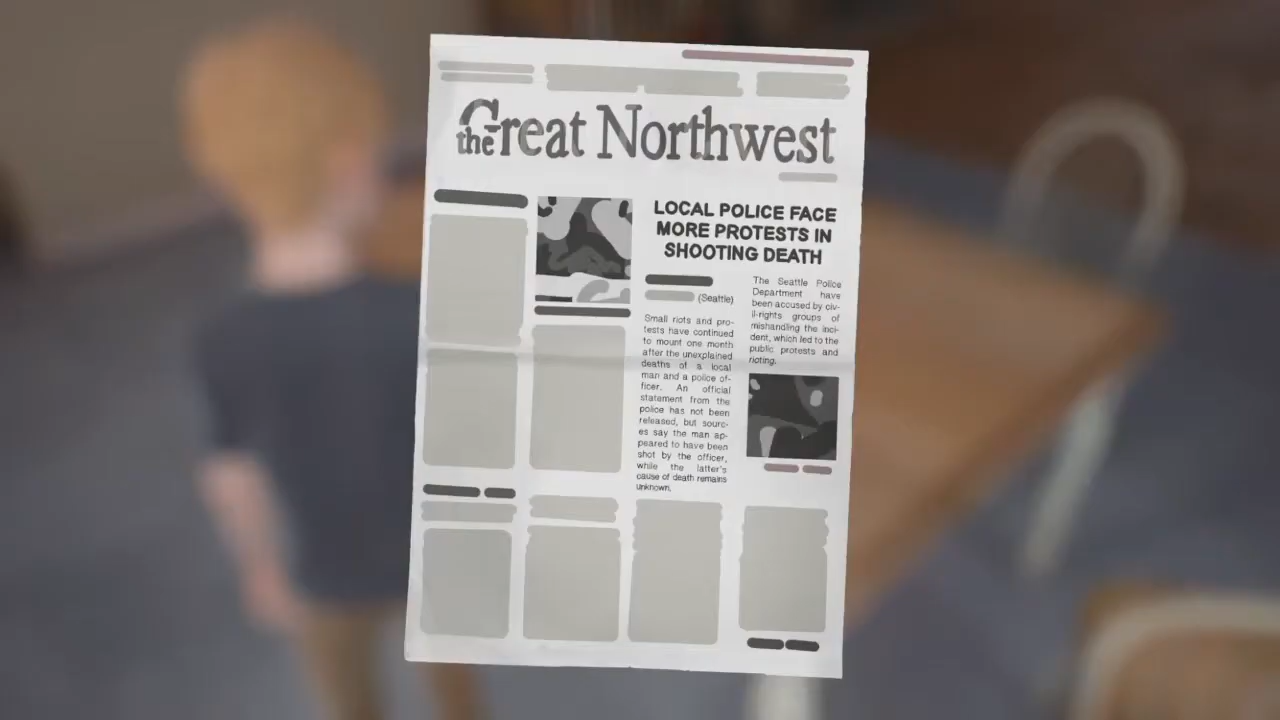 the Great Northwest
LOCAL POLICE FACE
MORE PROTESTS IN
SHOOTING DEATH
(Seattle)
Small riots and pro-
tests have continued
to mount one month
after the unexplained
deaths of a local
man and a police of-
ficer. An official
statement from the
police has not been
released, but sourc-
es say the man ap-
peared to have been
shot by the officer,
while the latter's
cause of death remains
unknown.
The Seattle Police
Department have
been accused by civ-
il-rights groups of
mishandling the inci-
dent, which led to the
public protests and
rioting.